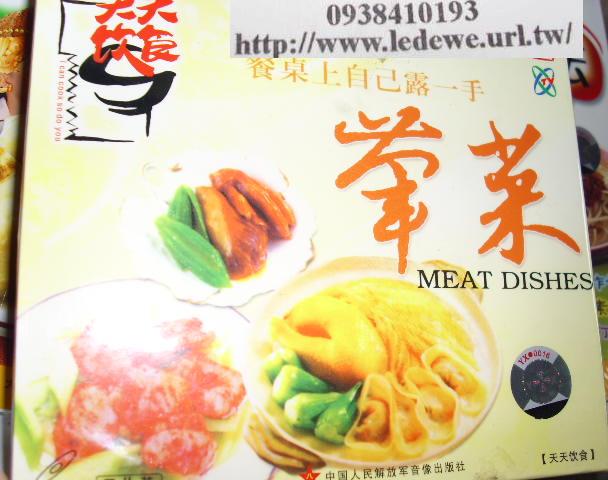 0938410193
http://www.ledewe.url.tw/
天天
饮食
i can cook so do you
餐桌上自己露一手
荤菜
MEAT DISHES
YX●0016
中国人民解放军音像出版社
【天天饮食】